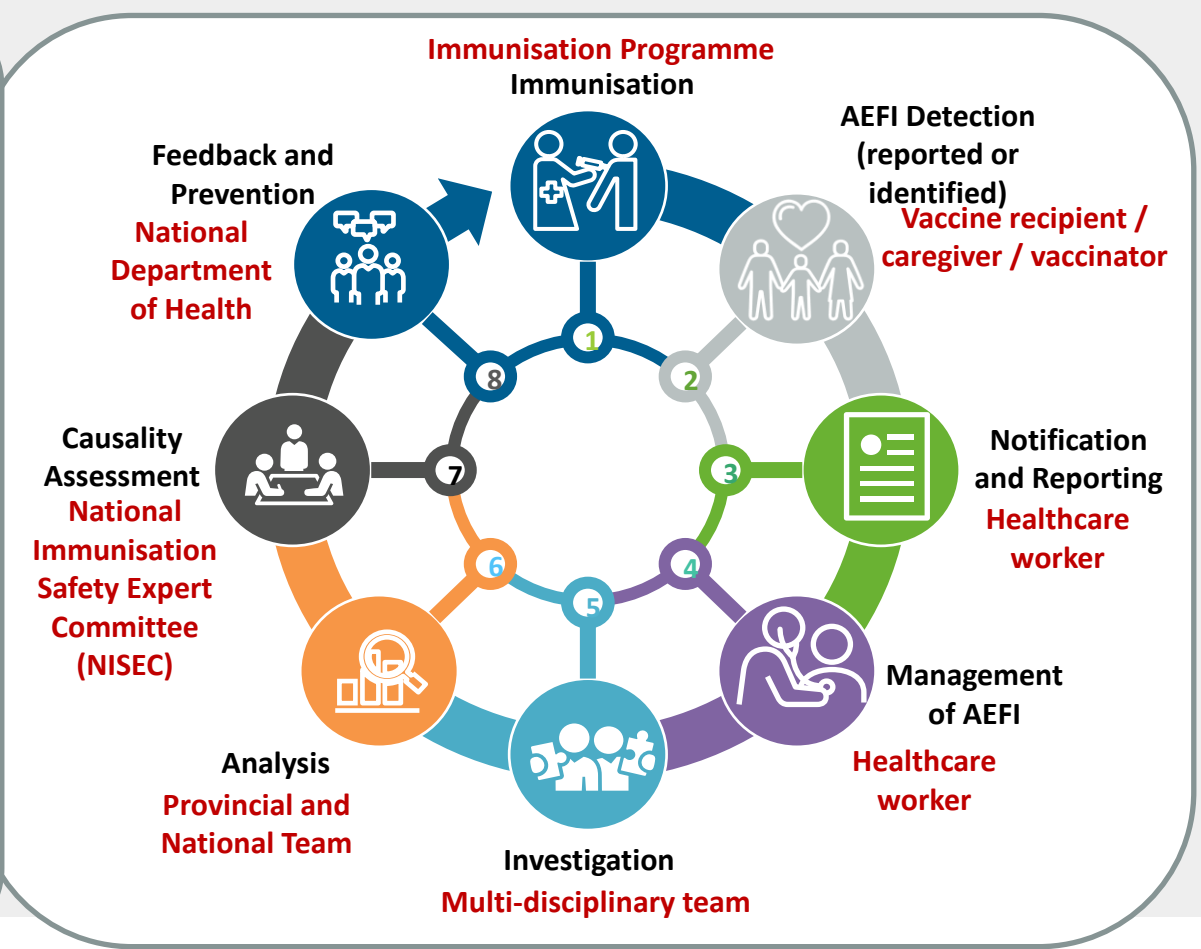 Immunisation Programme
Immunisation
AEFI Detection
(reported or
identified)
Vaccine recipient /
caregiver / vaccinator
Notification
and Reporting
Healthcare
worker
Management
of AEFI
Healthcare
worker
Investigation
Multi-disciplinary team
Analysis
Provincial and
National Team
Causality
Assessment
National
Immunisation
Safety Expert
Committee
(NISEC)
Feedback and
Prevention
National
Department
of Health
1
2
3
4
5
6
7
8